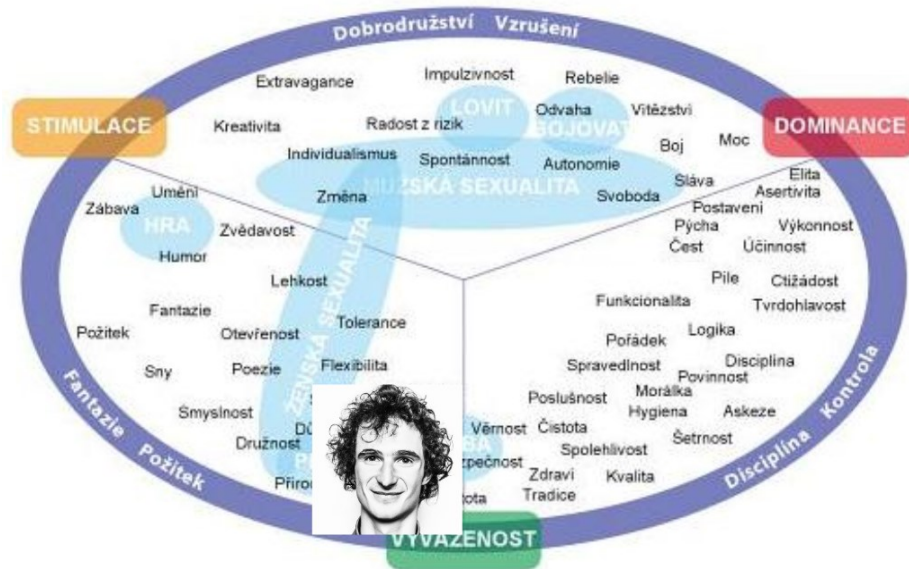 Dobrodružství Vzrušení
Impulzivnost
Rebelie
Extravagance
LOVIT
Odvaha
Vítězství
STIMULACE
Kreativita
Radost z rizik
BOJOVAT
DOMINANCE
Moc
Boj
Individualismus
Spontánnost
Autonomie
MUŽSKÁ SEXUALITA
Sláva
Elita
Umění
Změna
Svoboda
Asertivita
Zábava
Postavení
HRA
Zvědavost
Pýcha
Výkonnost
Humor
Čest
Účinnost
ŽENSKÁ SEXUALITA
Lehkost
Píle
Ctižádost
Fantazie
Funkcionalita
Tvrdohlavost
Požitek
Otevřenost
Tolerance
Logika
Pořádek
Sny
Poezie
Flexibilita
Spravedlnost
Disciplína
Povinnost
Smyslnost
Poslušnost
Morálka
Hygiena
Askeze
Družnost
Věrnost
Čistota
Šetrnost
Spolehlivost
Zdraví
Kvalita
Tradice
Fantazie Požitek
Disciplína Kontrola
VYVÁŽENOST